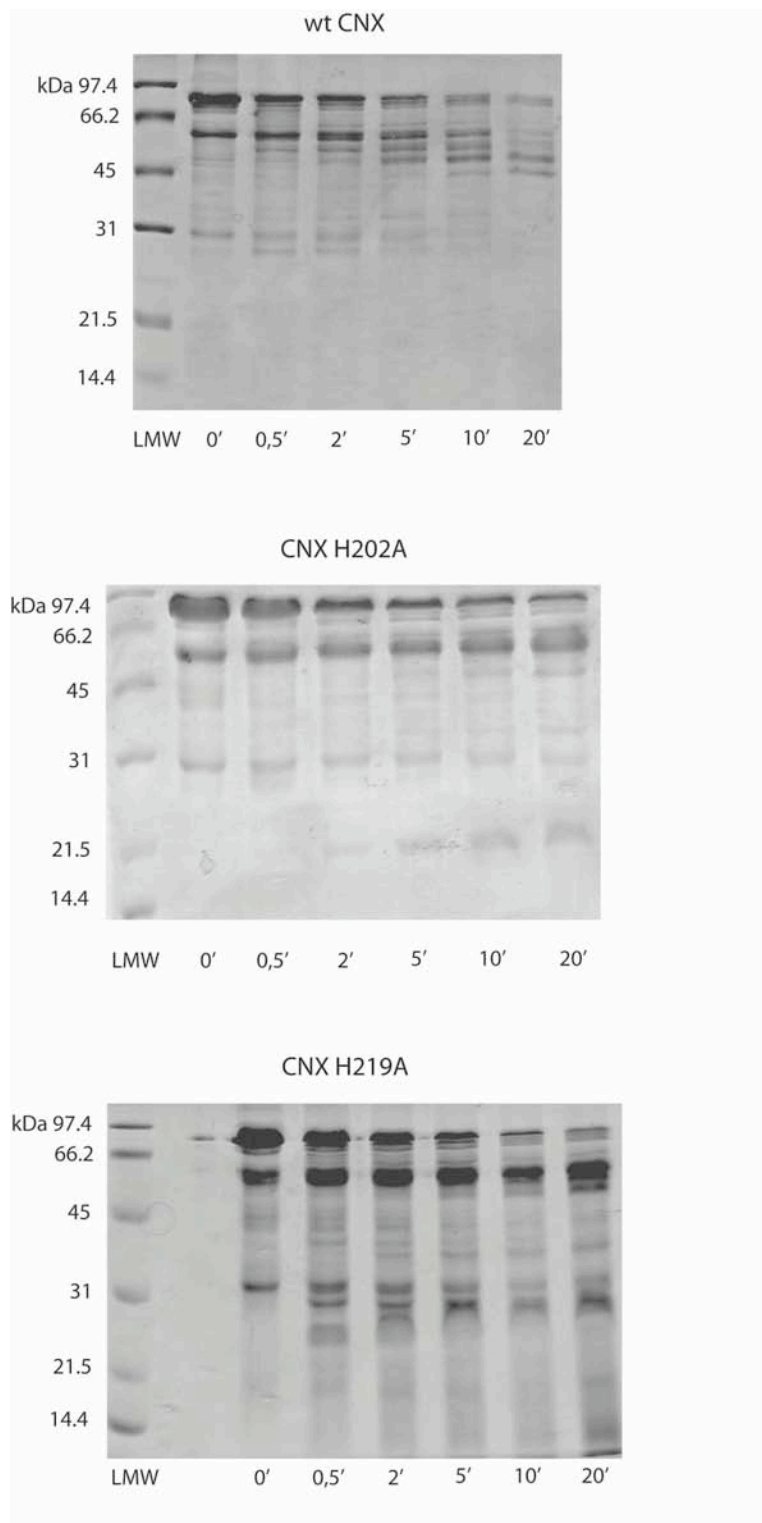 wt CNX
kDa 97.4
66.2
45
31
21.5
14.4
LMW 0' 0,5' 2' 5' 10' 20'
CNX H202A
kDa 97.4
66.2
45
31
21.5
14.4
LMW 0' 0,5' 2' 5' 10' 20'
CNX H219A
kDa 97.4
66.2
45
31
21.5
14.4
LMW 0' 0,5' 2' 5' 10' 20'